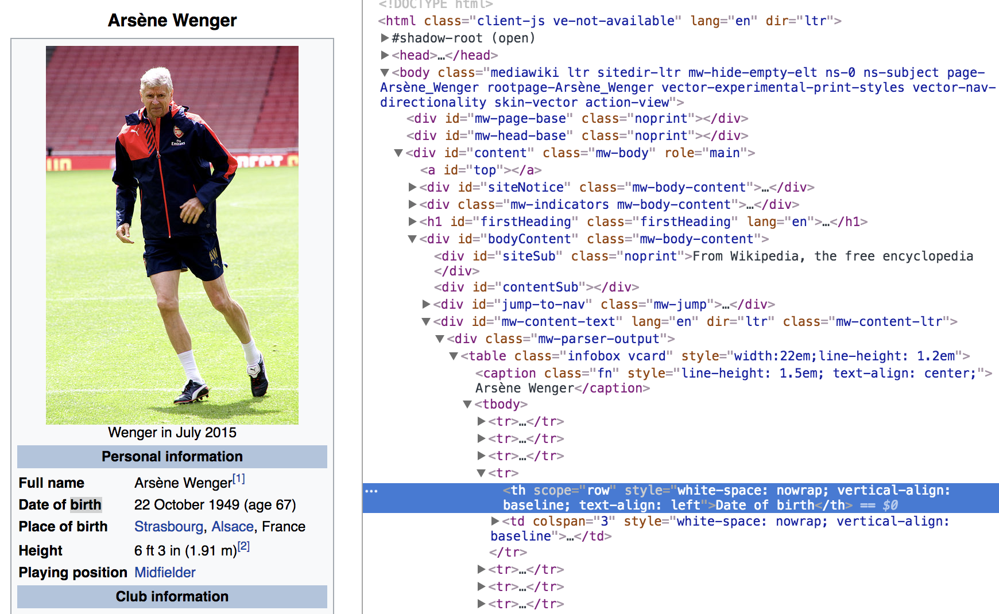 Arsène Wenger
Fly
Emirates
AW
Wenger in July 2015
Personal information
Full name Arsène Wenger[1]
Date of birth 22 October 1949 (age 67)
Place of birth Strasbourg, Alsace, France
Height 6 ft 3 in (1.91 m)[2]
Playing position Midfielder
Club information
<!DOCTYPE html>
<html class="client-js ve-not-available" lang="en" dir="ltr">
▶#shadow-root (open)
▶<head>…</head>
▼<body class="mediawiki ltr sitedir-ltr mw-hide-empty-elt ns-0 ns-subject page-
Arsène_Wenger rootpage-Arsène_Wenger vector-experimental-print-styles vector-nav-
directionality skin-vector action-view">
<div id="mw-page-base" class="noprint"></div>
<div id="mw-head-base" class="noprint"></div>
▼<div id="content" class="mw-body" role="main">
<a id="top"></a>
▶<div id="siteNotice" class="mw-body-content">…</div>
▶<div class="mw-indicators mw-body-content">…</div>
▶<h1 id="firstHeading" class="firstHeading" lang="en">…</h1>
▼<div id="bodyContent" class="mw-body-content">
<div id="siteSub" class="noprint">From Wikipedia, the free encyclopedia
</div>
<div id="contentSub"></div>
▶<div id="jump-to-nav" class="mw-jump">…</div>
▼<div id="mw-content-text" lang="en" dir="ltr" class="mw-content-ltr">
▼<div class="mw-parser-output">
▼<table class="infobox vcard" style="width:22em;line-height: 1.2em">
<caption class="fn" style="line-height: 1.5em; text-align: center;">
Arsène Wenger</caption>
▼<tbody>
▶<tr>…</tr>
▶<tr>…</tr>
▶<tr>…</tr>
▼<tr>
… <th scope="row" style="white-space: nowrap; vertical-align:
baseline; text-align: left">Date of birth</th> == $0
▶<td colspan="3" style="white-space: nowrap; vertical-align:
baseline">…</td>
</tr>
▶<tr>…</tr>
▶<tr>…</tr>
▶<tr>…</tr>